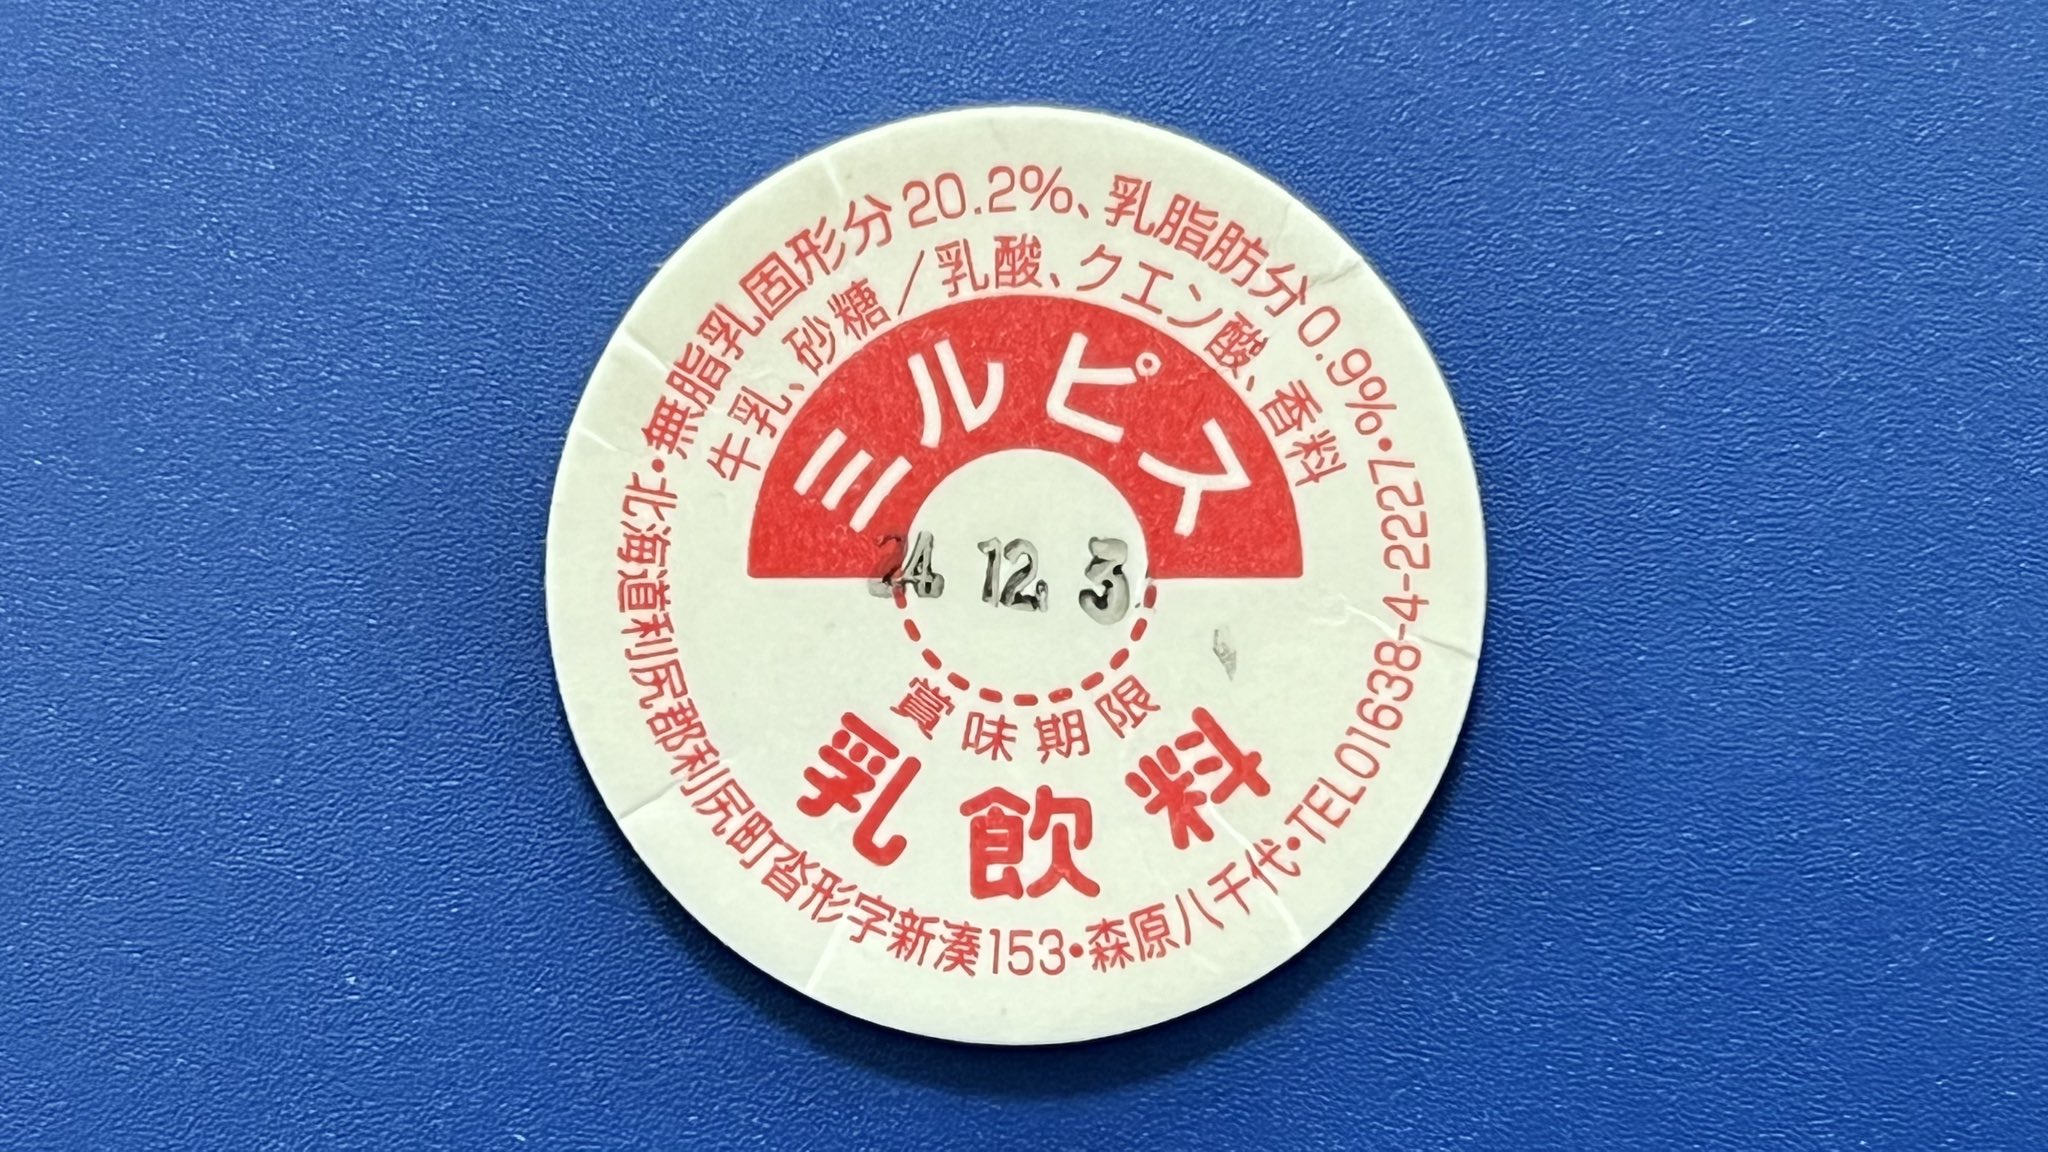 ・無脂乳固形分20.2%、乳脂肪分0.9%
牛乳、砂糖/乳酸、クエン酸、香料
ミルピス
24 12 3
賞味期限
乳飲料
・北海道利尻郡利尻町沓形字新湊153・森原八千代・TEL01638-4-2227・